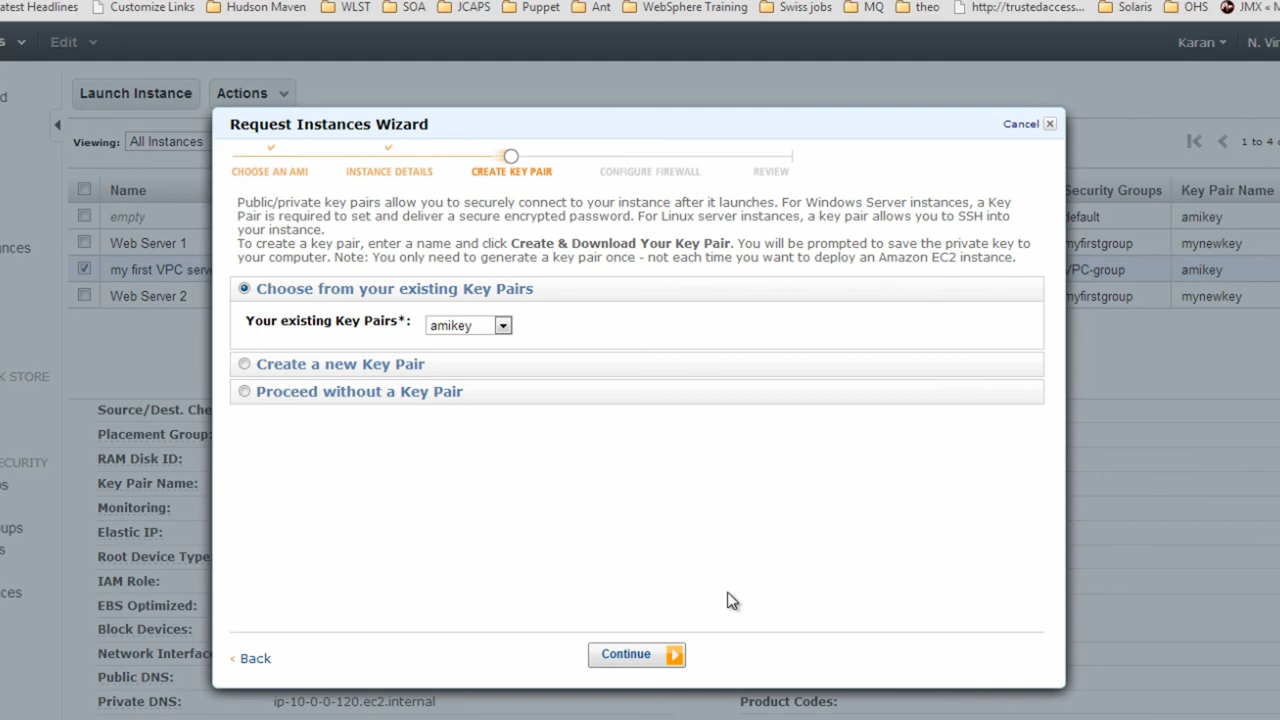 atest Headlines Customize Links Hudson Maven WLST SOA JCAPS Puppet Ant WebSphere Training Swiss jobs MQ theo http://trustedaccess... Solaris OHS JMX «
s Edit Karan N. Vir
d Launch Instance Actions
Request Instances Wizard Cancel
Viewing: All Instances 1 to 4
CHOOSE AN AMI INSTANCE DETAILS CREATE KEY PAIR CONFIGURE FIREWALL REVIEW
Name Security Groups Key Pair Name
Public/private key pairs allow you to securely connect to your instance after it launches. For Windows Server instances, a Key
Pair is required to set and deliver a secure encrypted password. For Linux server instances, a key pair allows you to SSH into
your instance.
To create a key pair, enter a name and click Create & Download Your Key Pair. You will be prompted to save the private key to
your computer. Note: You only need to generate a key pair once - not each time you want to deploy an Amazon EC2 instance.
empty default amikey
nces Web Server 1 myfirstgroup mynewkey
my first VPC serve VPC-group amikey
Web Server 2 myfirstgroup mynewkey
Choose from your existing Key Pairs
Your existing Key Pairs*: amikey
Create a new Key Pair
Proceed without a Key Pair
K STORE
Source/Dest. Che
Placement Group:
RAM Disk ID:
ECURITY
Key Pair Name:
s
Monitoring:
ups
Elastic IP:
s
Root Device Type
IAM Role:
ces
EBS Optimized:
Block Devices:
Network Interfac
Back Continue
Public DNS:
Private DNS: ip-10-0-0-120.ec2.internal Product Codes: